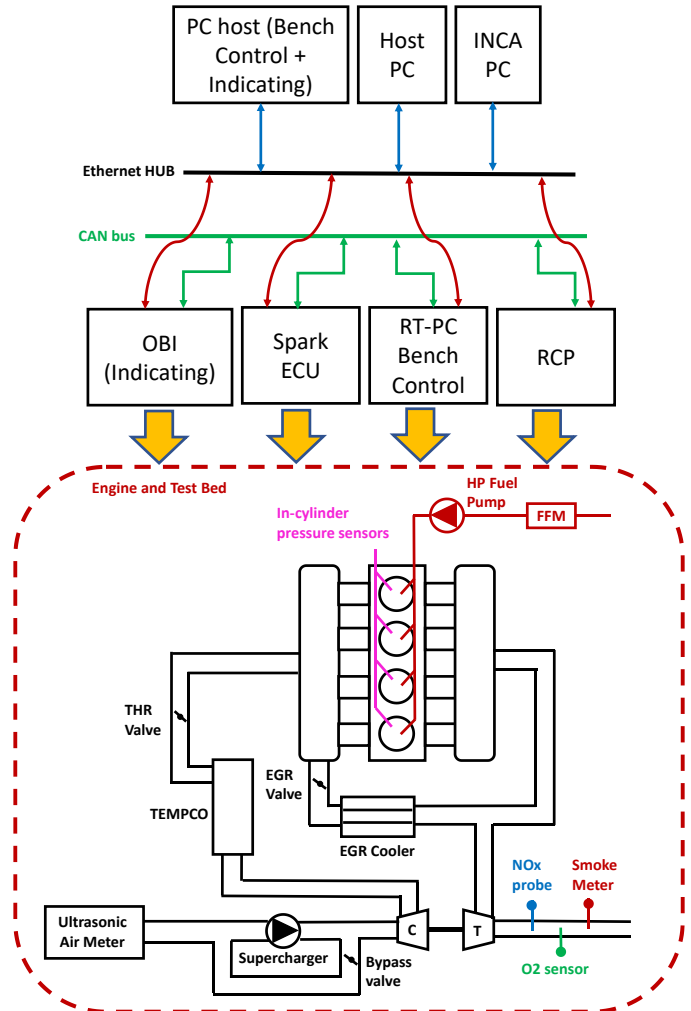 PC host (Bench
Control +
Indicating)
Host
PC
INCA
PC
Ethernet HUB
CAN bus
OBI
(Indicating)
Spark
ECU
RT-PC
Bench
Control
RCP
Engine and Test Bed
HP Fuel
Pump
FFM
In-cylinder
pressure sensors
THR
Valve
TEMPCO
EGR
Valve
EGR Cooler
NOx
probe
Smoke
Meter
Ultrasonic
Air Meter
Supercharger
Bypass
valve
C
T
O2 sensor